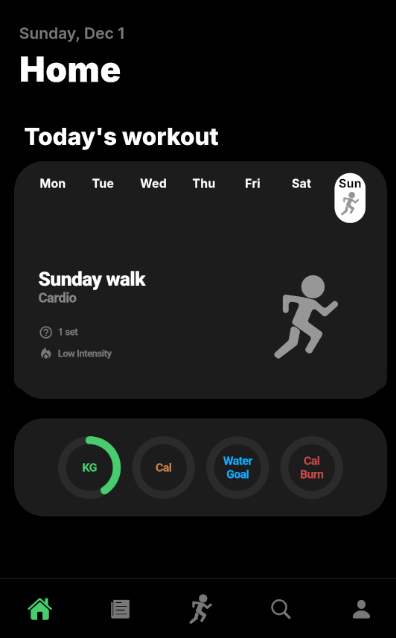 Sunday, Dec 1
Home
Today's workout
Mon Tue Wed Thu Fri Sat Sun
Sunday walk
Cardio
1 set
Low Intensity
KG Cal Water Goal Cal Burn